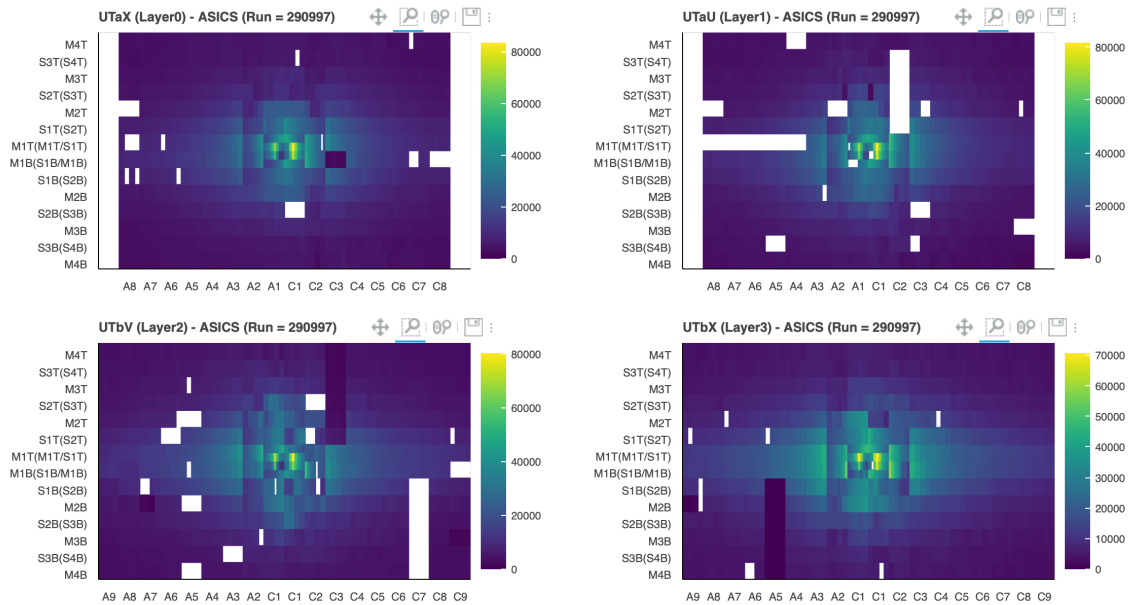 UTaX (Layer0) - ASICS (Run = 290997)
M4T
S3T(S4T)
M3T
S2T(S3T)
M2T
S1T(S2T)
M1T(M1T/S1T)
M1B(S1B/M1B)
S1B(S2B)
M2B
S2B(S3B)
M3B
S3B(S4B)
M4B
A8 A7 A6 A5 A4 A3 A2 A1 C1 C2 C3 C4 C5 C6 C7 C8
80000
60000
40000
20000
0
UTaU (Layer1) - ASICS (Run = 290997)
M4T
S3T(S4T)
M3T
S2T(S3T)
M2T
S1T(S2T)
M1T(M1T/S1T)
M1B(S1B/M1B)
S1B(S2B)
M2B
S2B(S3B)
M3B
S3B(S4B)
M4B
A8 A7 A6 A5 A4 A3 A2 A1 C1 C2 C3 C4 C5 C6 C7 C8
80000
60000
40000
20000
0
UTbV (Layer2) - ASICS (Run = 290997)
M4T
S3T(S4T)
M3T
S2T(S3T)
M2T
S1T(S2T)
M1T(M1T/S1T)
M1B(S1B/M1B)
S1B(S2B)
M2B
S2B(S3B)
M3B
S3B(S4B)
M4B
A9 A8 A7 A6 A5 A4 A3 A2 C1 C1 C2 C3 C4 C5 C6 C7 C8 C9
80000
60000
40000
20000
0
UTbX (Layer3) - ASICS (Run = 290997)
M4T
S3T(S4T)
M3T
S2T(S3T)
M2T
S1T(S2T)
M1T(M1T/S1T)
M1B(S1B/M1B)
S1B(S2B)
M2B
S2B(S3B)
M3B
S3B(S4B)
M4B
A9 A8 A7 A6 A5 A4 A3 A2 C1 C1 C2 C3 C4 C5 C6 C7 C8 C9
70000
60000
50000
40000
30000
20000
10000
0